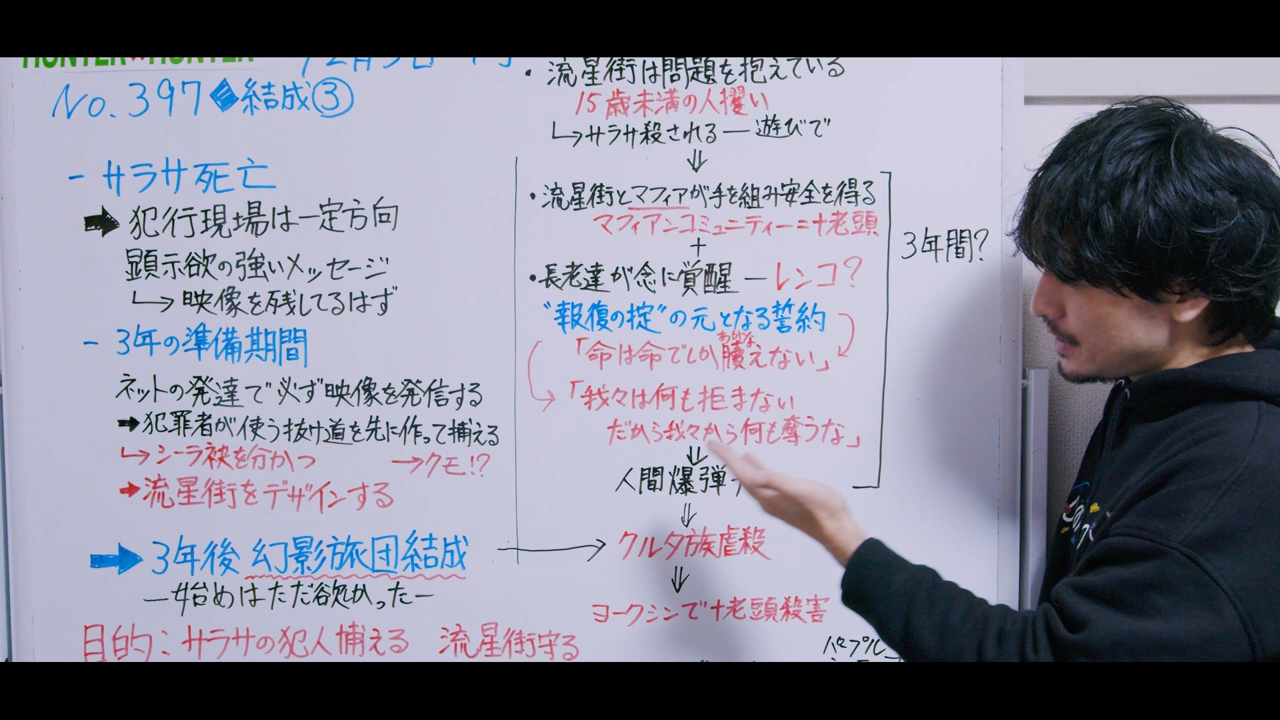 HUNTER×HUNTER
No.397◆結成③
- サラサ死亡
➡犯行現場は一定方向
顕示欲の強いメッセージ
↳映像を残してるはず
- 3年の準備期間
ネットの発達で必ず映像を発信する
➡犯罪者が使う抜け道を先に作って捕える
↳シーラ袂を分かつ →クモ!?
➡流星街をデザインする
➡3年後 幻影旅団結成
—始めはただ欲かった—
目的:サラサの犯人捕える 流星街守る
・流星街は問題を抱えている
15歳未満の人攫い
↳サラサ殺される—遊びで
⇓
・流星街とマフィアが手を組み安全を得る
マフィアンコミュニティー=十老頭
+
・長老達が念に覚醒—レンコ?
"報復の掟"の元となる誓約
あがな
「命は命でしか贖えない」
「我々は何も拒まない
だから我々から何も奪うな」
⇓
人間爆弾
⇓
クルタ族虐殺
⇓
ヨークシンで十老頭殺害
3年間?
パープル